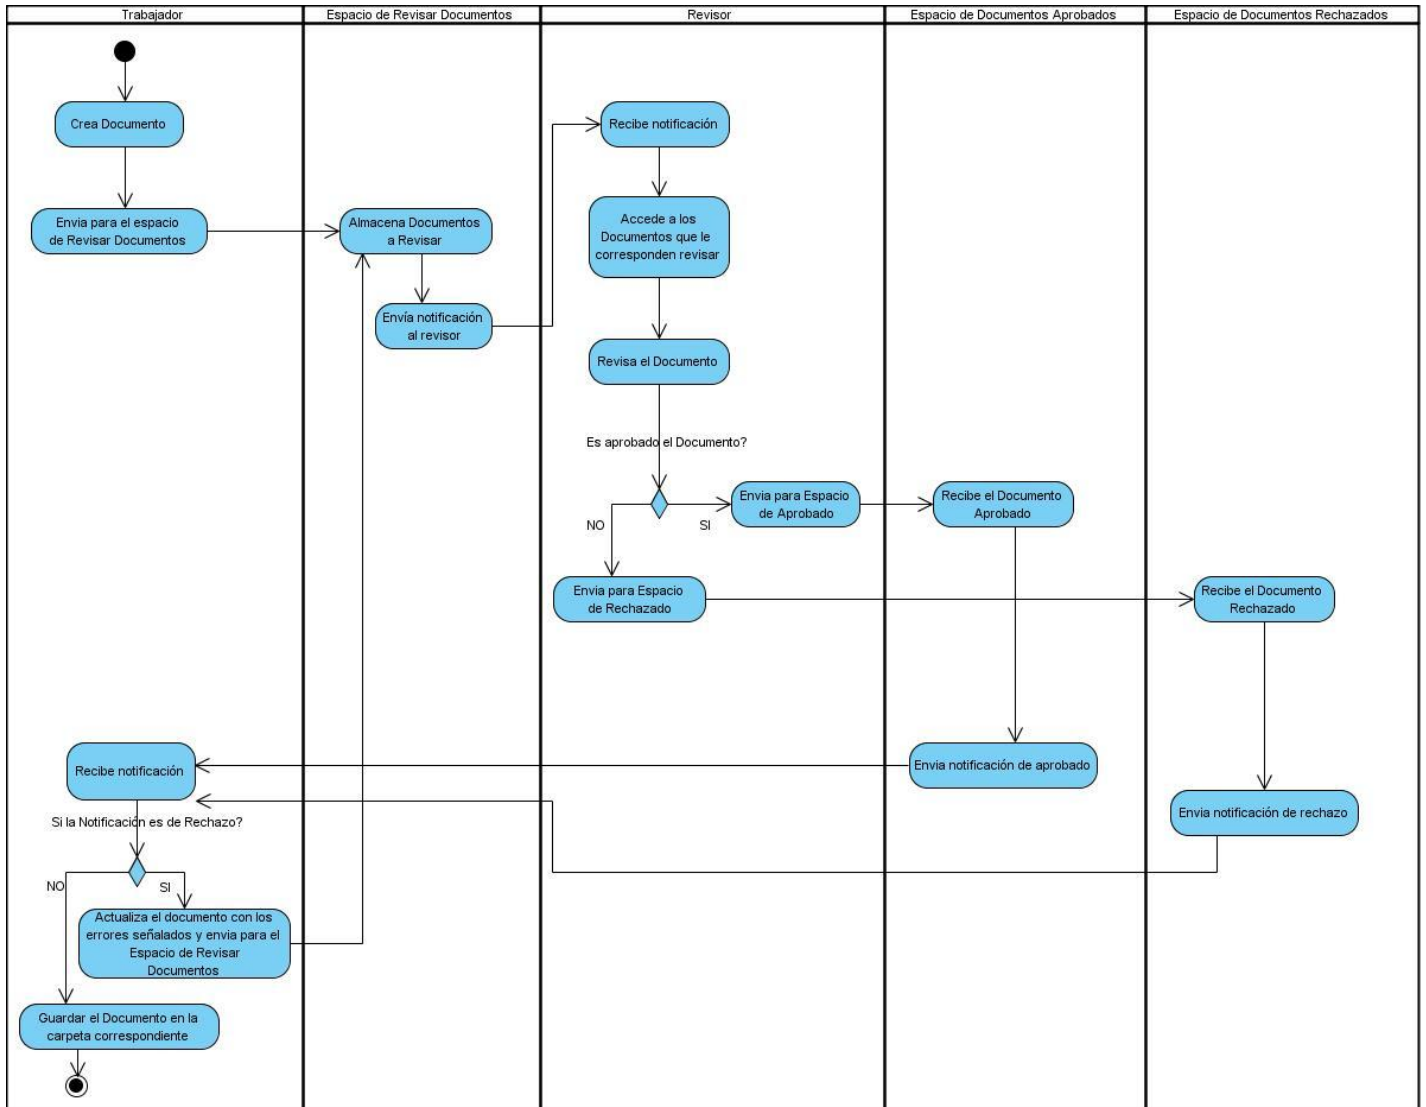 Trabajador
Espacio de Revisar Documentos
Revisor
Espacio de Documentos Aprobados
Espacio de Documentos Rechazados
Crea Documento
Recibe notificación
Envia para el espacio
de Revisar Documentos
Almacena Documentos
a Revisar
Accede a los
Documentos que le
corresponden revisar
Envía notificación
al revisor
Revisa el Documento
Es aprobado el Documento?
Envia para Espacio
de Aprobado
Recibe el Documento
Aprobado
NO
SI
Envia para Espacio
de Rechazado
Recibe el Documento
Rechazado
Recibe notificación
Envia notificación de aprobado
Envia notificación de rechazo
Si la Notificación es de Rechazo?
NO
SI
Actualiza el documento con los
errores señalados y envia para el
Espacio de Revisar
Documentos
Guardar el Documento en la
carpeta correspondiente